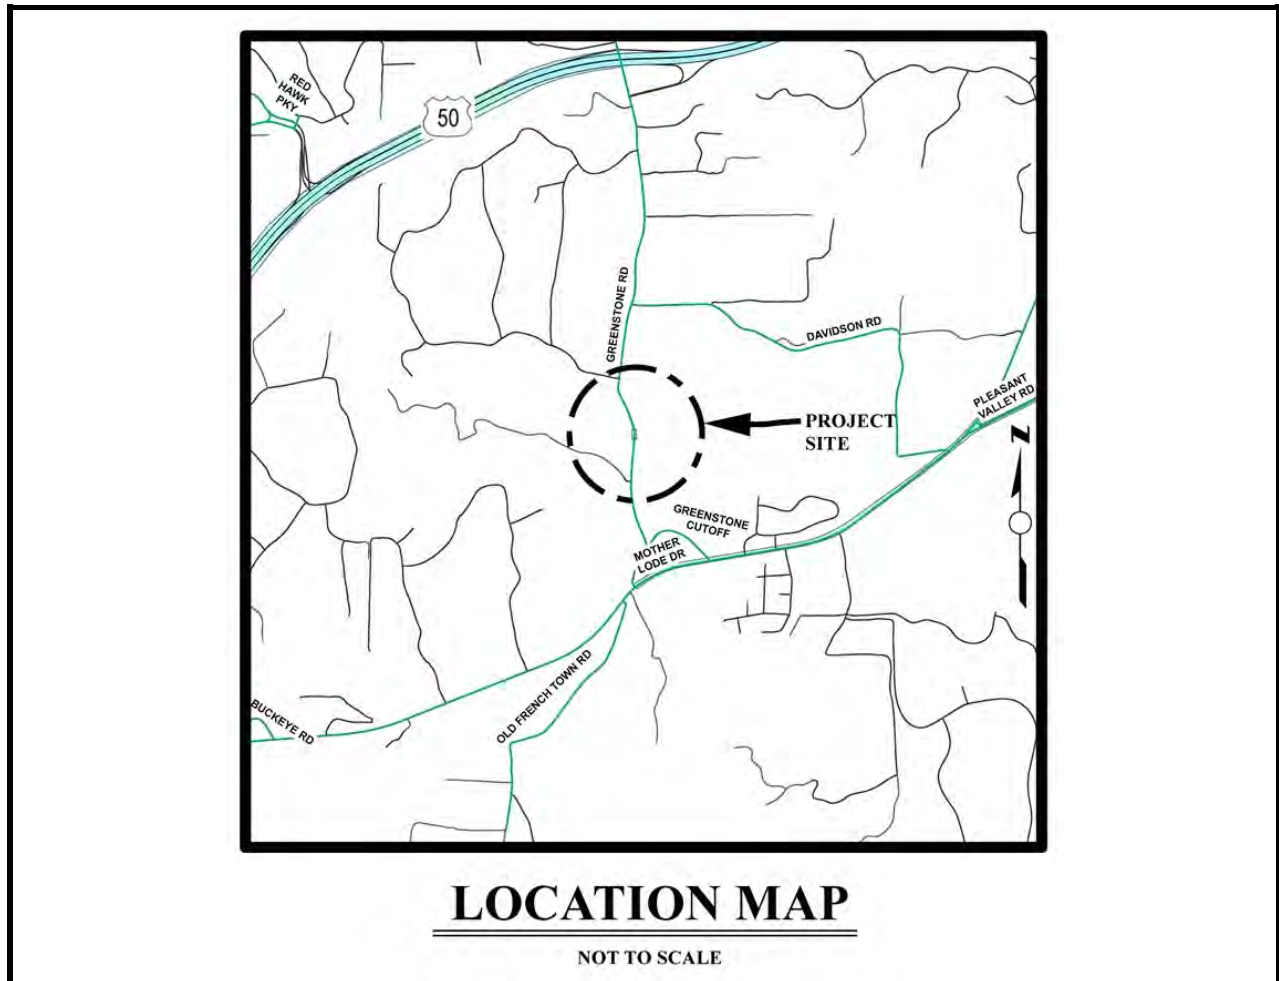 RED
HAWK
PKY
50
GREENSTONE RD
DAVIDSON RD
PLEASANT
VALLEY RD
PROJECT
SITE
N
GREENSTONE
CUTOFF
MOTHER
LODE DR
OLD FRENCH TOWN RD
BUCKEYE RD
LOCATION MAP
NOT TO SCALE